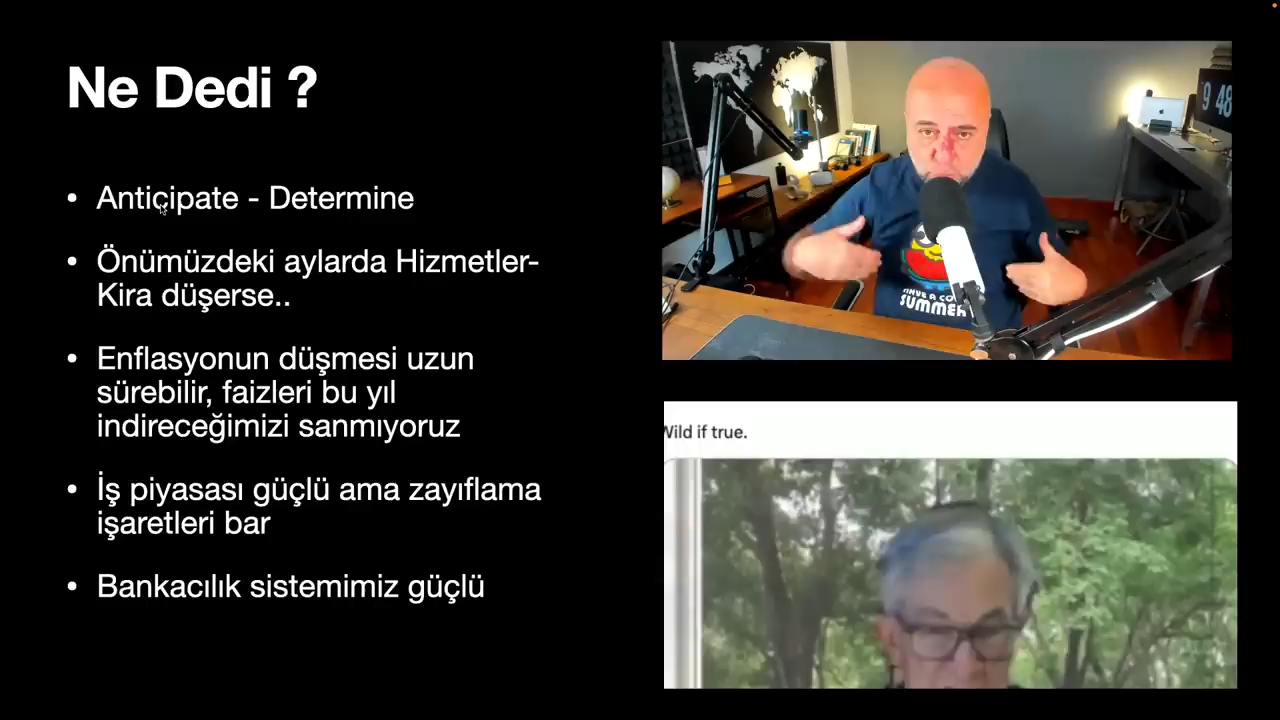 Ne Dedi ?
• Anticipate - Determine
• Önümüzdeki aylarda Hizmetler-
Kira düşerse..
• Enflasyonun düşmesi uzun
sürebilir, faizleri bu yıl
indireceğimizi sanmıyoruz
• İş piyasası güçlü ama zayıflama
işaretleri bar
• Bankacılık sistemimiz güçlü
9 48
SUMMER
Wild if true.